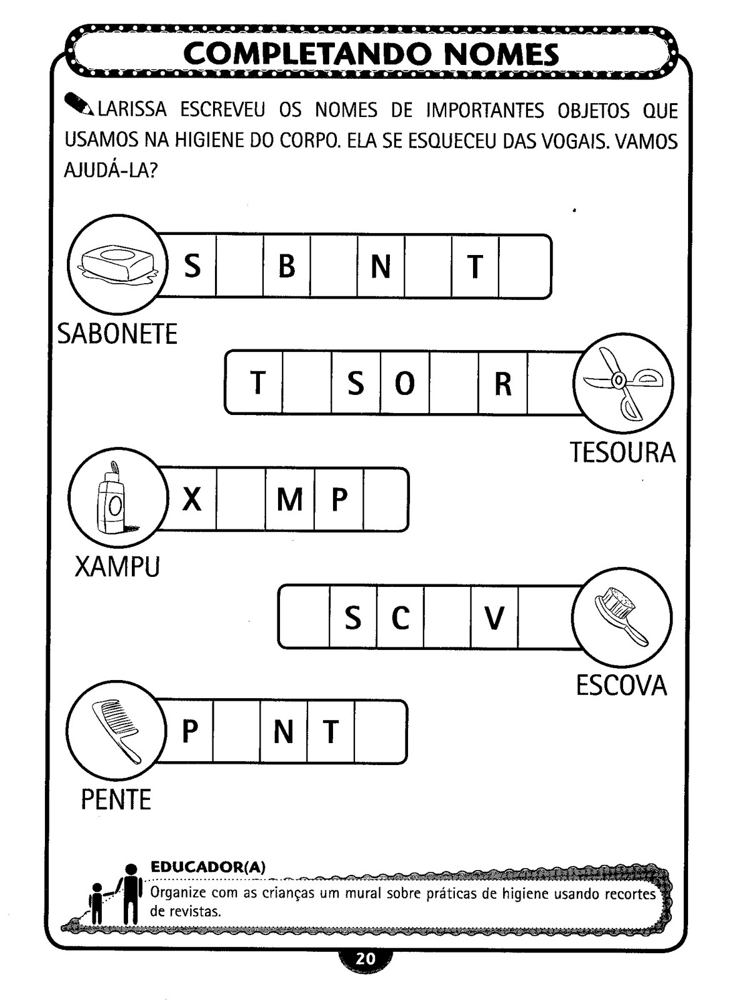 COMPLETANDO NOMES
LARISSA ESCREVEU OS NOMES DE IMPORTANTES OBJETOS QUE
USAMOS NA HIGIENE DO CORPO. ELA SE ESQUECEU DAS VOGAIS. VAMOS
AJUDÁ-LA?
S B N T
SABONETE
T S O R
TESOURA
X M P
XAMPU
S C V
ESCOVA
P N T
PENTE
EDUCADOR(A)
Organize com as crianças um mural sobre práticas de higiene usando recortes
de revistas.
20